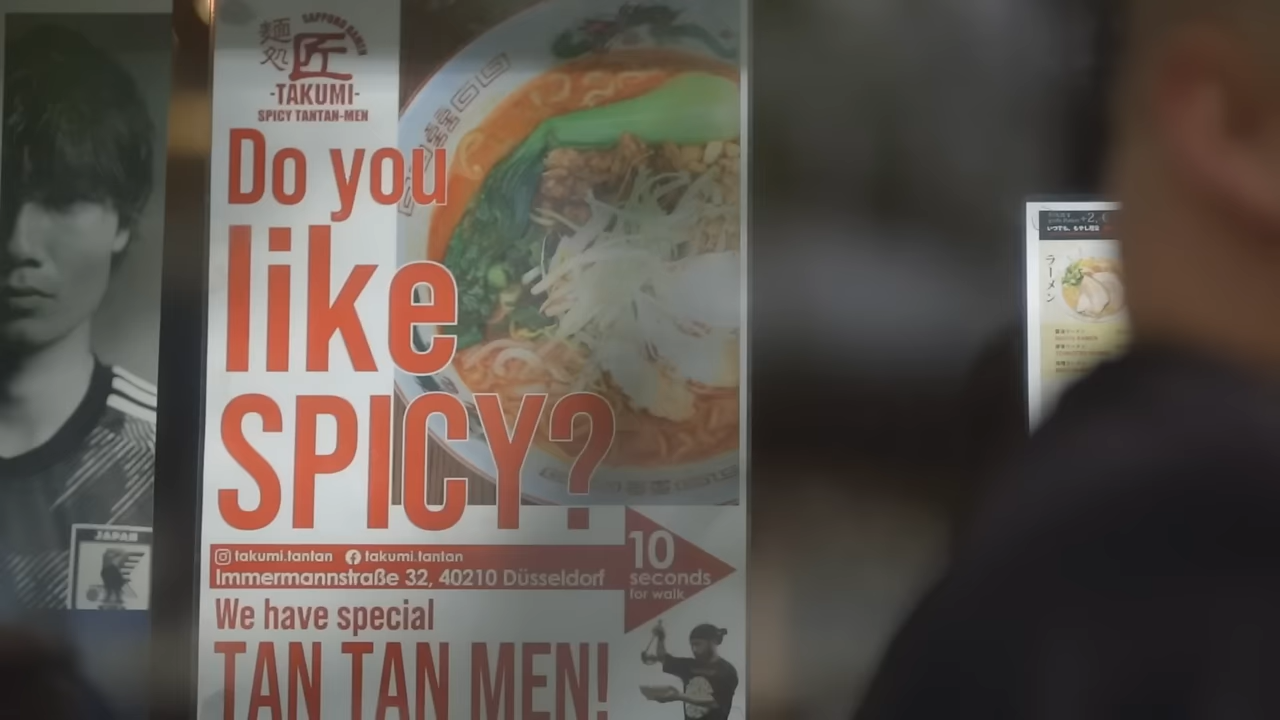 麺処
匠
SAPPORO RAMEN
-TAKUMI-
SPICY TANTAN-MEN
Do you
like
SPICY?
takumi.tantan takumi.tantan
Immermannstraße 32, 40210 Düsseldorf
10
seconds
for walk
We have special
TAN TAN MEN!
JAPAN
+2,
ラーメン